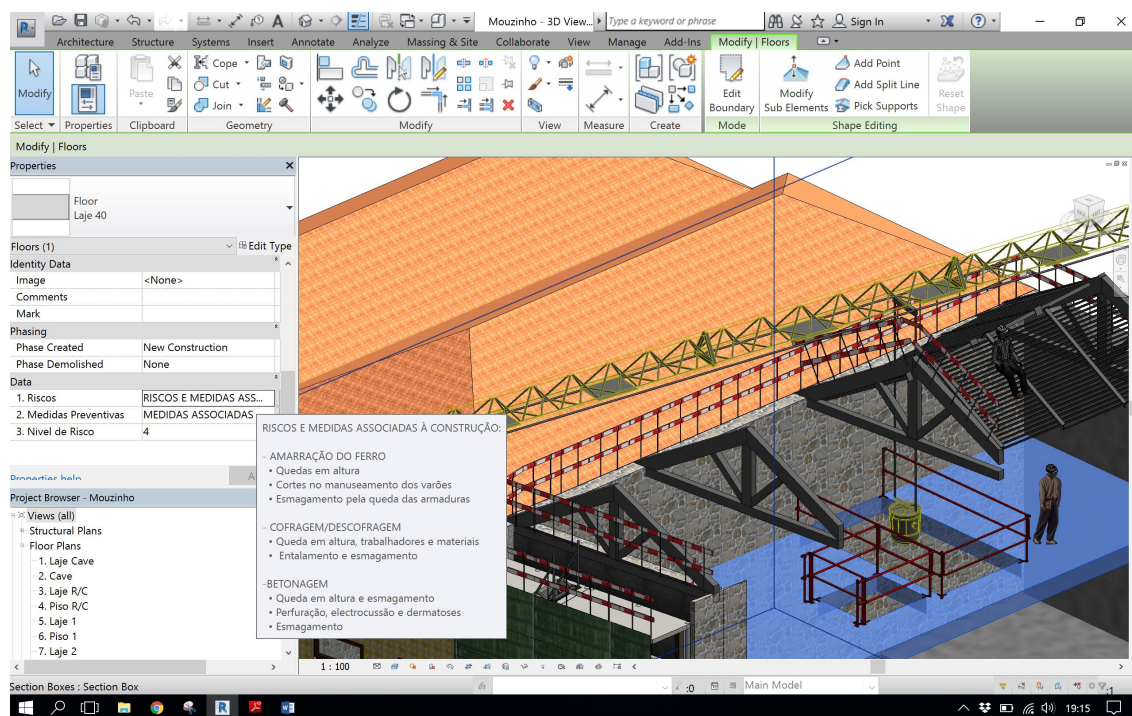 Mouzinho - 3D View...
Type a keyword or phrase
Sign In
Architecture Structure Systems Insert Annotate Analyze Massing & Site Collaborate View Manage Add-Ins Modify | Floors
Modify
Paste
Cope
Cut
Join
Edit Boundary
Modify Sub Elements
Add Point
Add Split Line
Pick Supports
Reset Shape
Select Properties Clipboard Geometry Modify View Measure Create Mode Shape Editing
Modify | Floors
Properties
Floor
Laje 40
Floors (1) Edit Type
Identity Data
Image <None>
Comments
Mark
Phasing
Phase Created New Construction
Phase Demolished None
Data
1. Riscos RISCOS E MEDIDAS ASS...
2. Medidas Preventivas MEDIDAS ASSOCIADAS
3. Nivel de Risco 4
Properties help A
Project Browser - Mouzinho
Views (all)
Structural Plans
Floor Plans
1. Laje Cave
2. Cave
3. Laje R/C
4. Piso R/C
5. Laje 1
6. Piso 1
7. Laje 2
RISCOS E MEDIDAS ASSOCIADAS À CONSTRUÇÃO:
- AMARRAÇÃO DO FERRO
• Quedas em altura
• Cortes no manuseamento dos varões
• Esmagamento pela queda das armaduras
- COFRAGEM/DESCOFRAGEM
• Queda em altura, trabalhadores e materiais
• Entalamento e esmagamento
-BETONAGEM
• Queda em altura e esmagamento
• Perfuração, electrocussão e dermatoses
• Esmagamento
1 : 100
Section Boxes : Section Box
:0
Main Model
:1
19:15